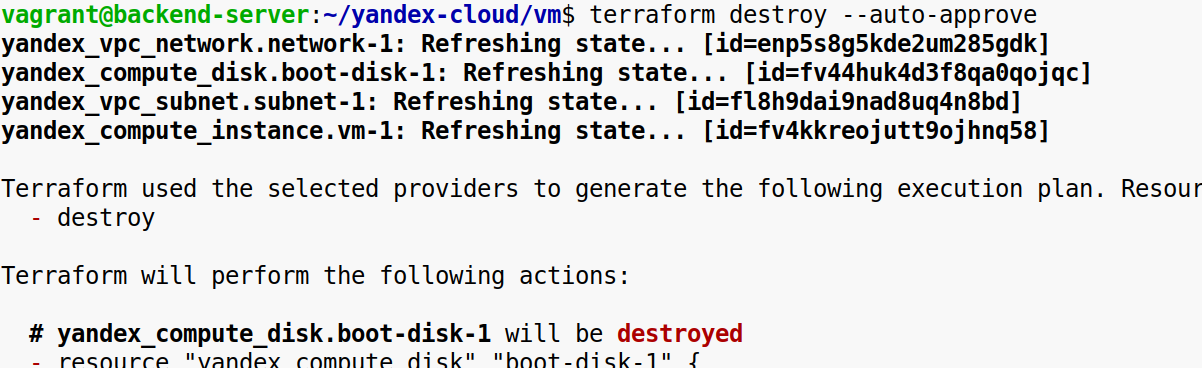 vagrant@backend-server:~/yandex-cloud/vm$ terraform destroy --auto-approve
yandex_vpc_network.network-1: Refreshing state... [id=enp5s8g5kde2um285gdk]
yandex_compute_disk.boot-disk-1: Refreshing state... [id=fv44huk4d3f8qa0qojqc]
yandex_vpc_subnet.subnet-1: Refreshing state... [id=fl8h9dai9nad8uq4n8bd]
yandex_compute_instance.vm-1: Refreshing state... [id=fv4kkreojutt9ojhnq58]
Terraform used the selected providers to generate the following execution plan. Resour
- destroy
Terraform will perform the following actions:
# yandex_compute_disk.boot-disk-1 will be destroyed
- resource "yandex_compute_disk" "boot-disk-1" {